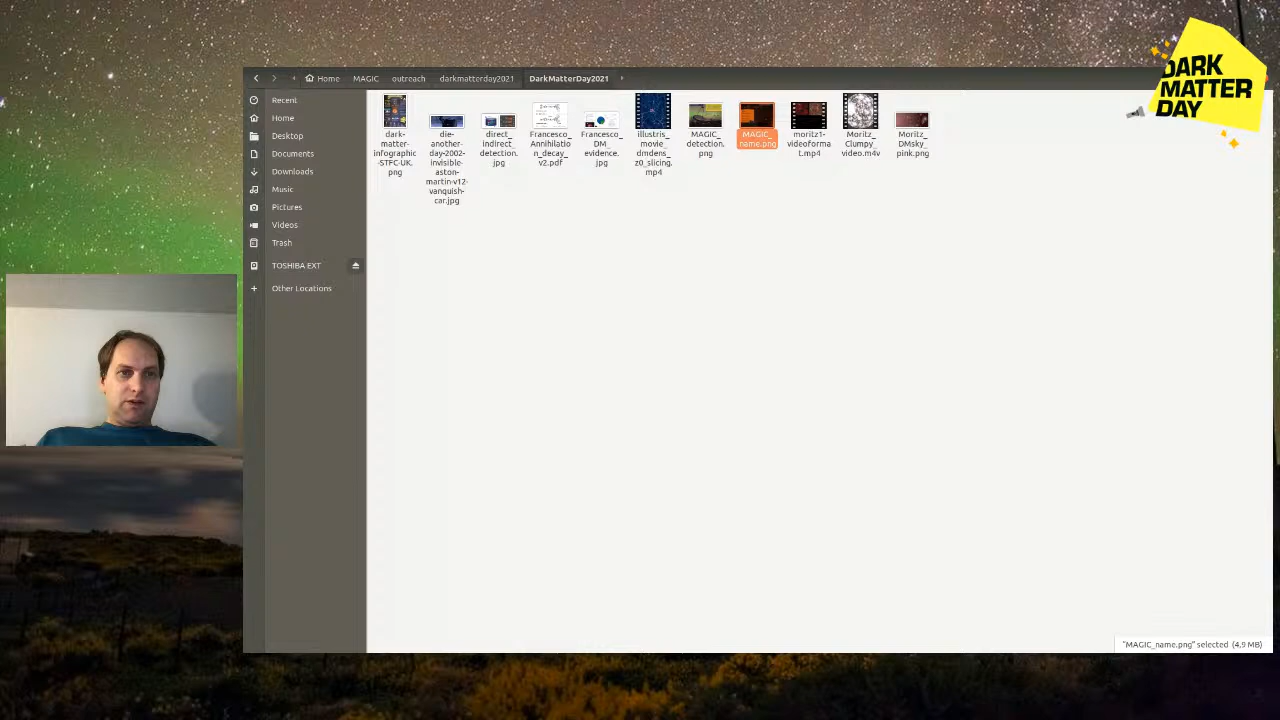 DARK
MATTER
DAY
Home
MAGIC
outreach
darkmatterday2021
DarkMatterDay2021
Recent
Home
Desktop
Documents
Downloads
Music
Pictures
Videos
Trash
TOSHIBA EXT
Other Locations
dark-
matter-
infographic
-STFC-UK.
png
die-
another-
day-2002-
invisible-
aston-
martin-v12-
vanquish-
car.jpg
direct_
indirect_
detection.
jpg
Francesco_
Annihilatio
n_decay_
v2.pdf
Francesco_
DM_
evidence.
jpg
illustris_
movie_
dmdens_
z0_slicing.
mp4
MAGIC_
detection.
png
MAGIC_
name.png
moritz1-
videoforma
t.mp4
Moritz_
Clumpy_
video.m4v
Moritz_
DMsky_
pink.png
"MAGIC_name.png" selected (4.9 MB)